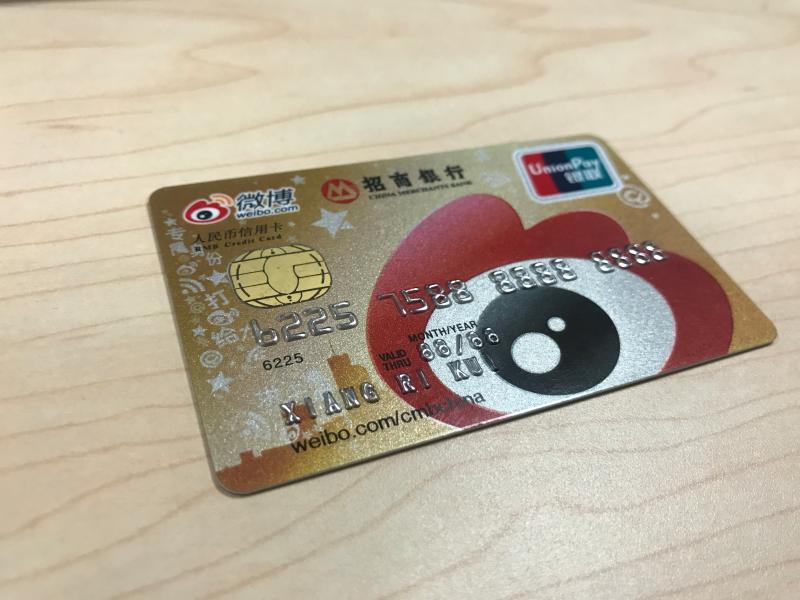 微博
weibo.com
招商银行
CHINA MERCHANTS BANK
UnionPay
银联
人民币信用卡
RMB Credit Card
6225 7588 8888 8888
6225
MONTH/YEAR
VALID THRU 66/66
XIANG RI KUI
weibo.com/cmbchina